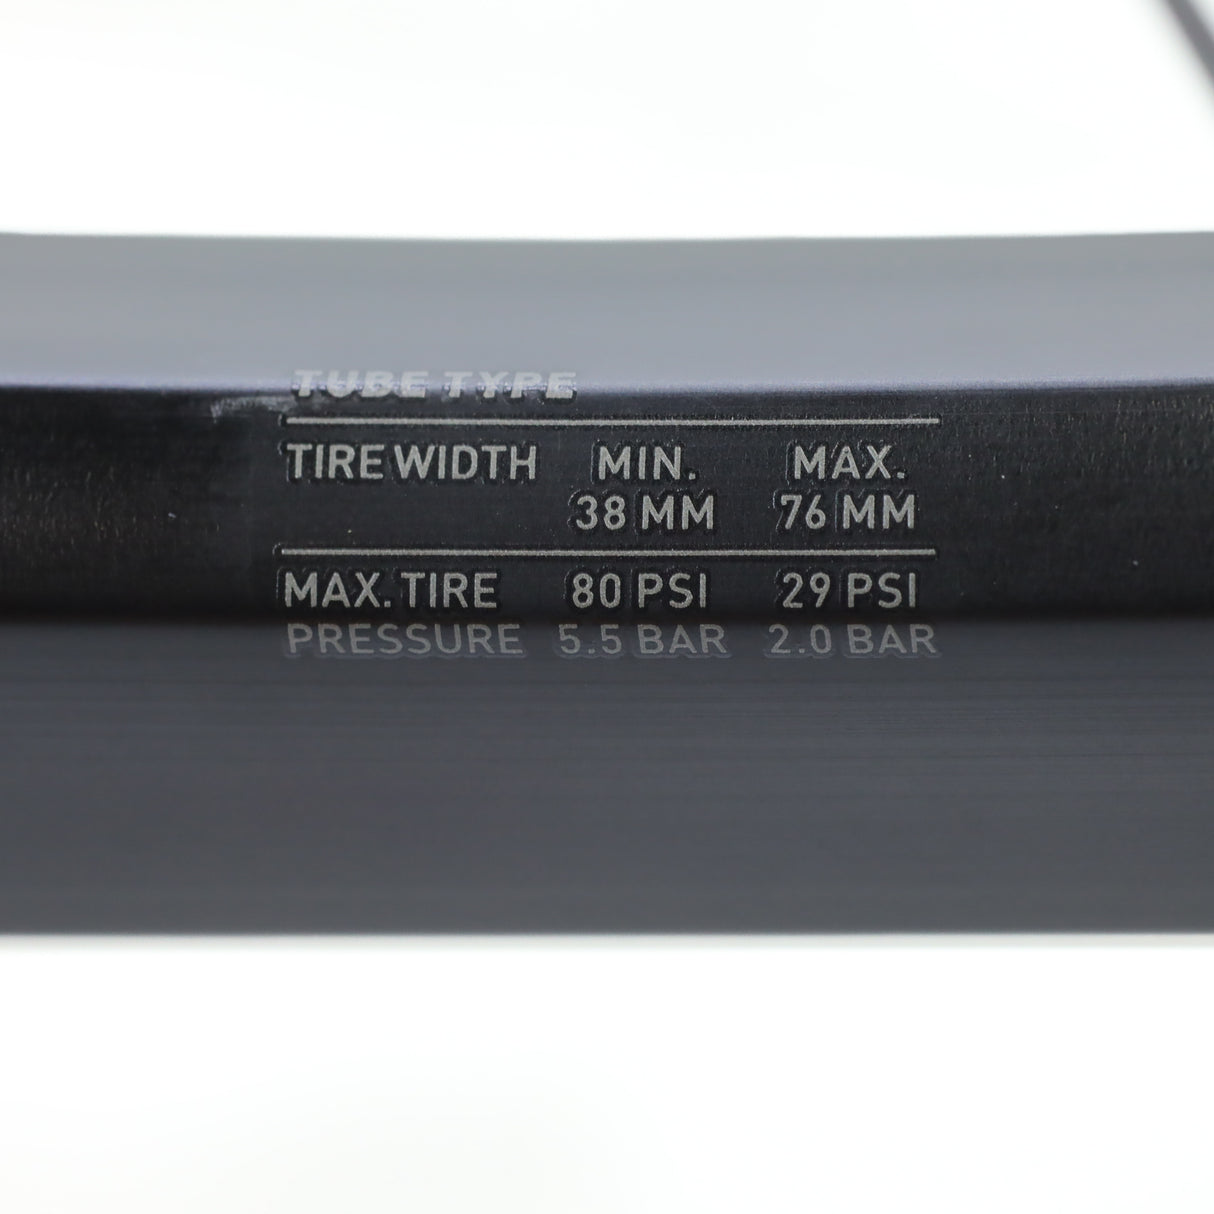 TUBE TYPE
TIRE WIDTH MIN. MAX.
38 MM 76 MM
MAX. TIRE 80 PSI 29 PSI
PRESSURE 5.5 BAR 2.0 BAR